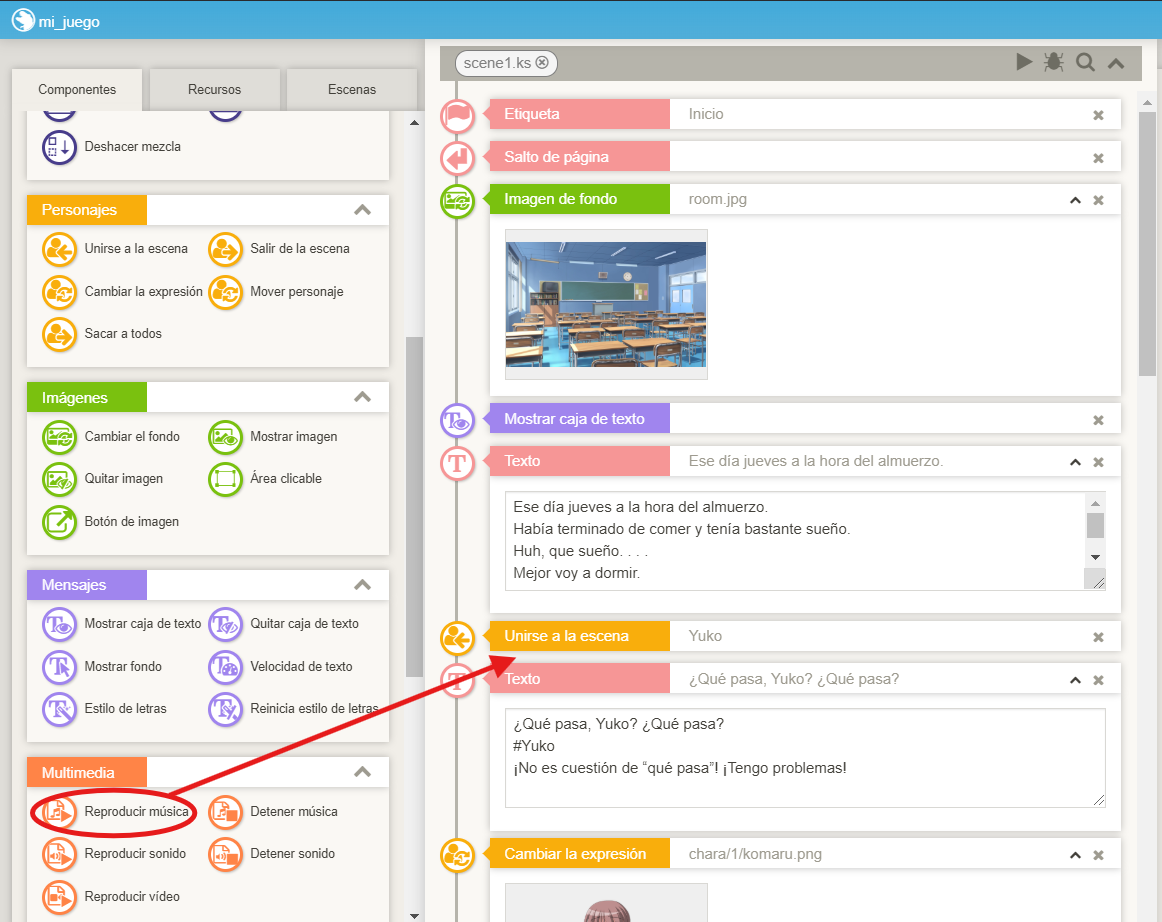 mi_juego
Componentes
Recursos
Escenas
Deshacer mezcla
Personajes
Unirse a la escena
Salir de la escena
Cambiar la expresión
Mover personaje
Sacar a todos
Imágenes
Cambiar el fondo
Mostrar imagen
Quitar imagen
Área clicable
Botón de imagen
Mensajes
Mostrar caja de texto
Quitar caja de texto
Mostrar fondo
Velocidad de texto
Estilo de letras
Reinicia estilo de letras
Multimedia
Reproducir música
Detener música
Reproducir sonido
Detener sonido
Reproducir vídeo
scene1.ks
Etiqueta
Inicio
Salto de página
Imagen de fondo
room.jpg
Mostrar caja de texto
Texto
Ese día jueves a la hora del almuerzo.
Ese día jueves a la hora del almuerzo.
Había terminado de comer y tenía bastante sueño.
Huh, que sueño. . . .
Mejor voy a dormir.
Unirse a la escena
Yuko
Texto
¿Qué pasa, Yuko? ¿Qué pasa?
¿Qué pasa, Yuko? ¿Qué pasa?
#Yuko
¡No es cuestión de “qué pasa”! ¡Tengo problemas!
Cambiar la expresión
chara/1/komaru.png